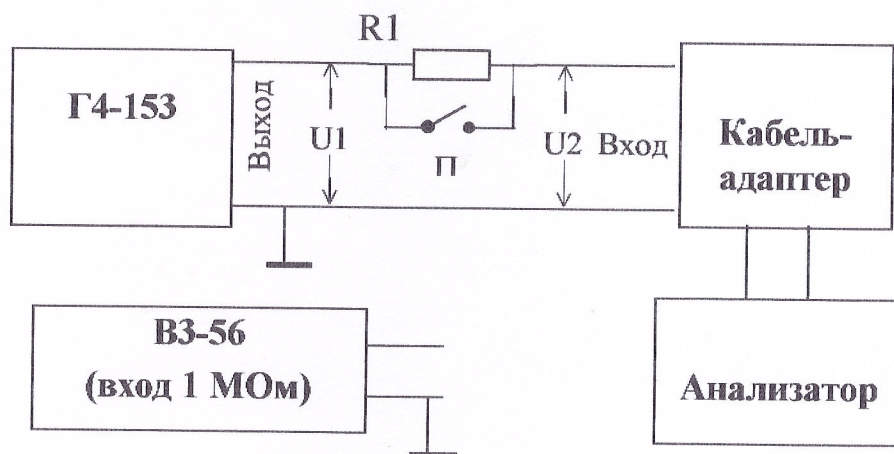 R1
Г4-153
Выход
U1
П
U2
Вход
Кабель-
адаптер
В3-56
(вход 1 МОм)
Анализатор